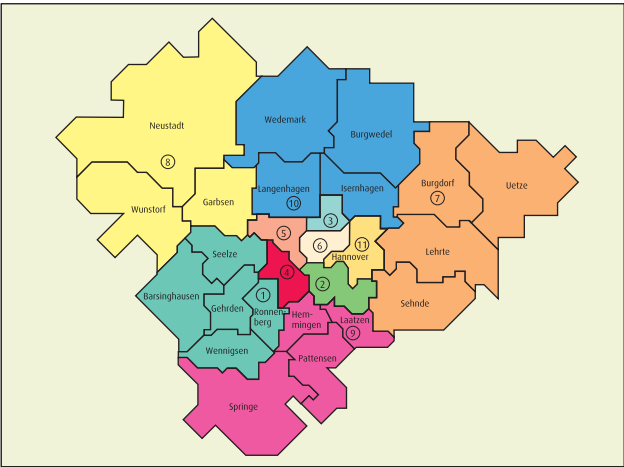 Wedemark
Neustadt
Burgwedel
8
Burgdorf
Uetze
7
Langenhagen
Isernhagen
10
Garbsen
Wunstorf
3
5
6
11
Hannover
Lehrte
Seelze
4
2
Barsinghausen
1
Gehrden
Ronnen-
berg
Hem-
mingen
Laatzen
9
Sehnde
Wennigsen
Pattensen
Springe